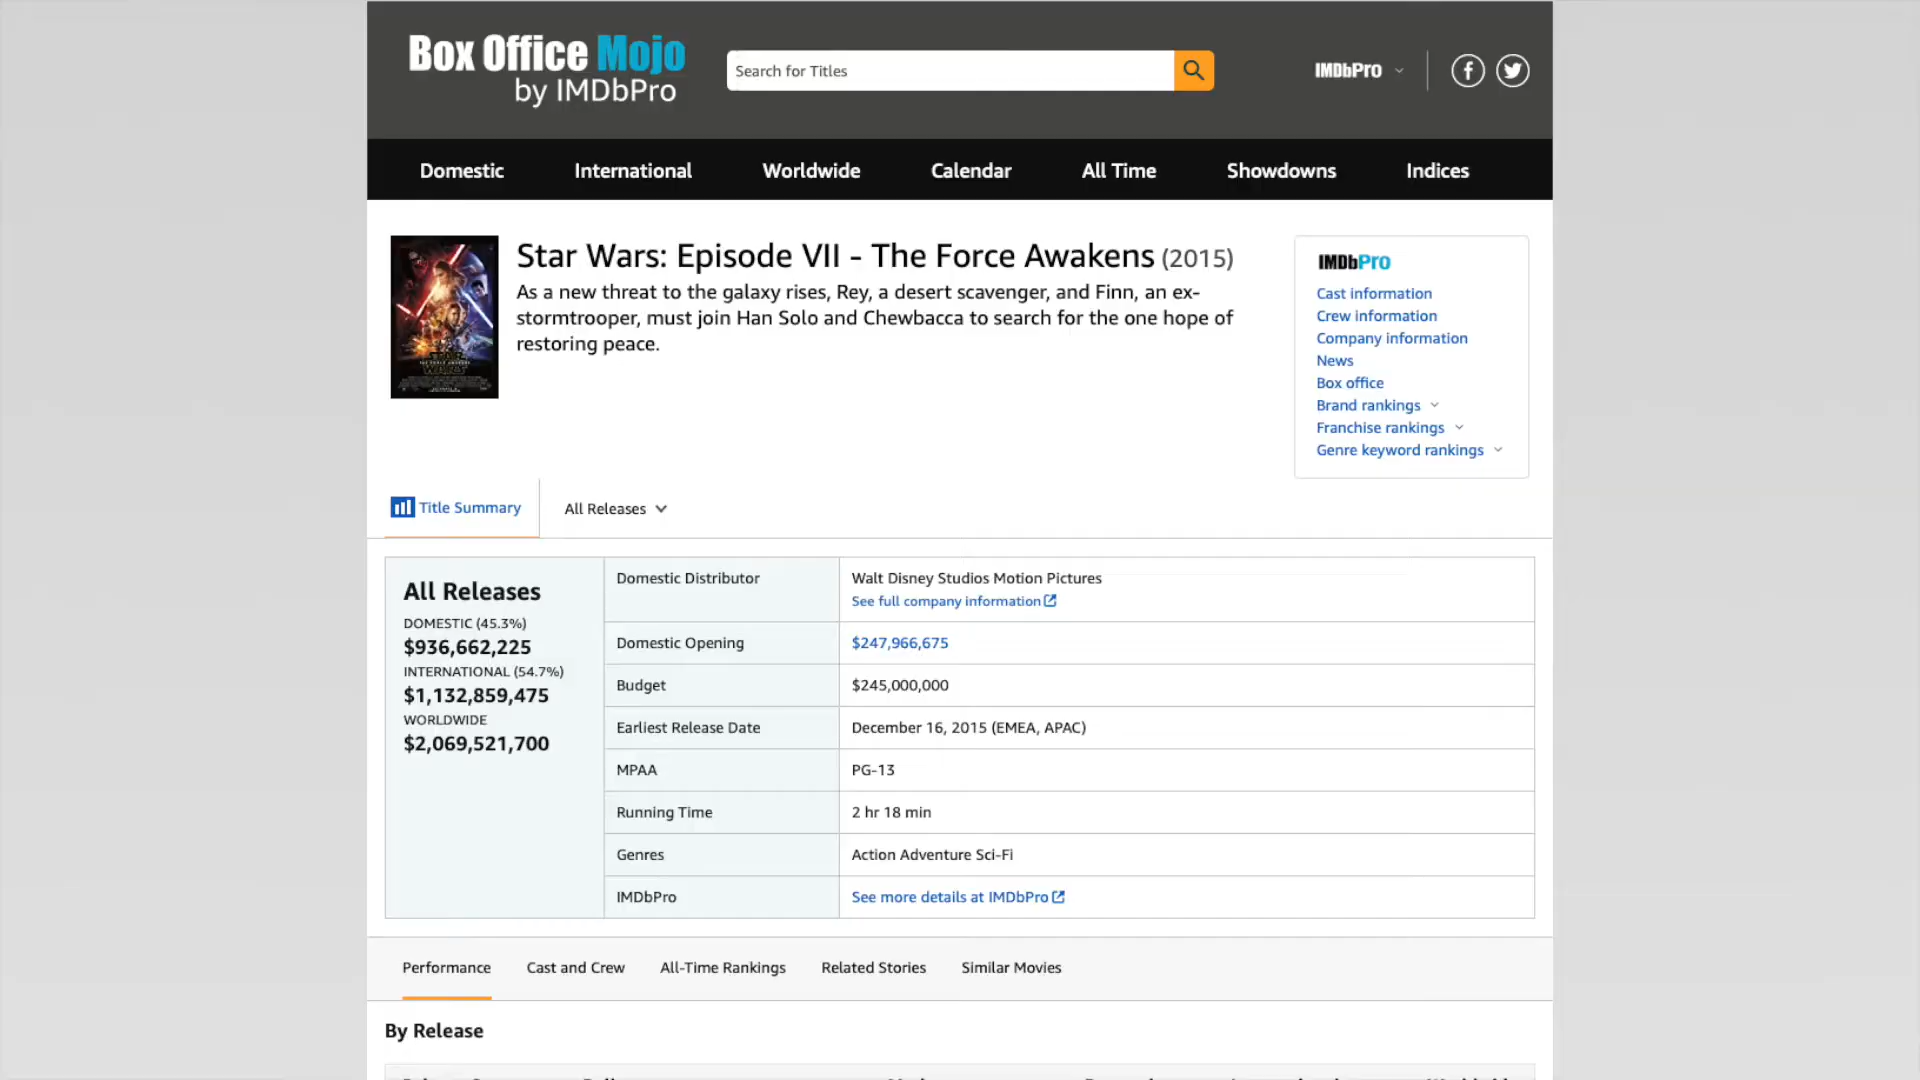 Box Office Mojo
by IMDbPro
Search for Titles
IMDbPro
Domestic
International
Worldwide
Calendar
All Time
Showdowns
Indices
Star Wars: Episode VII - The Force Awakens (2015)
As a new threat to the galaxy rises, Rey, a desert scavenger, and Finn, an ex-
stormtrooper, must join Han Solo and Chewbacca to search for the one hope of
restoring peace.
STAR
WARS
IMDbPro
Cast information
Crew information
Company information
News
Box office
Brand rankings
Franchise rankings
Genre keyword rankings
Title Summary
All Releases
All Releases
DOMESTIC (45.3%)
$936,662,225
INTERNATIONAL (54.7%)
$1,132,859,475
WORLDWIDE
$2,069,521,700
Domestic Distributor
Walt Disney Studios Motion Pictures
See full company information
Domestic Opening
$247,966,675
Budget
$245,000,000
Earliest Release Date
December 16, 2015 (EMEA, APAC)
MPAA
PG-13
Running Time
2 hr 18 min
Genres
Action Adventure Sci-Fi
IMDbPro
See more details at IMDbPro
Performance
Cast and Crew
All-Time Rankings
Related Stories
Similar Movies
By Release